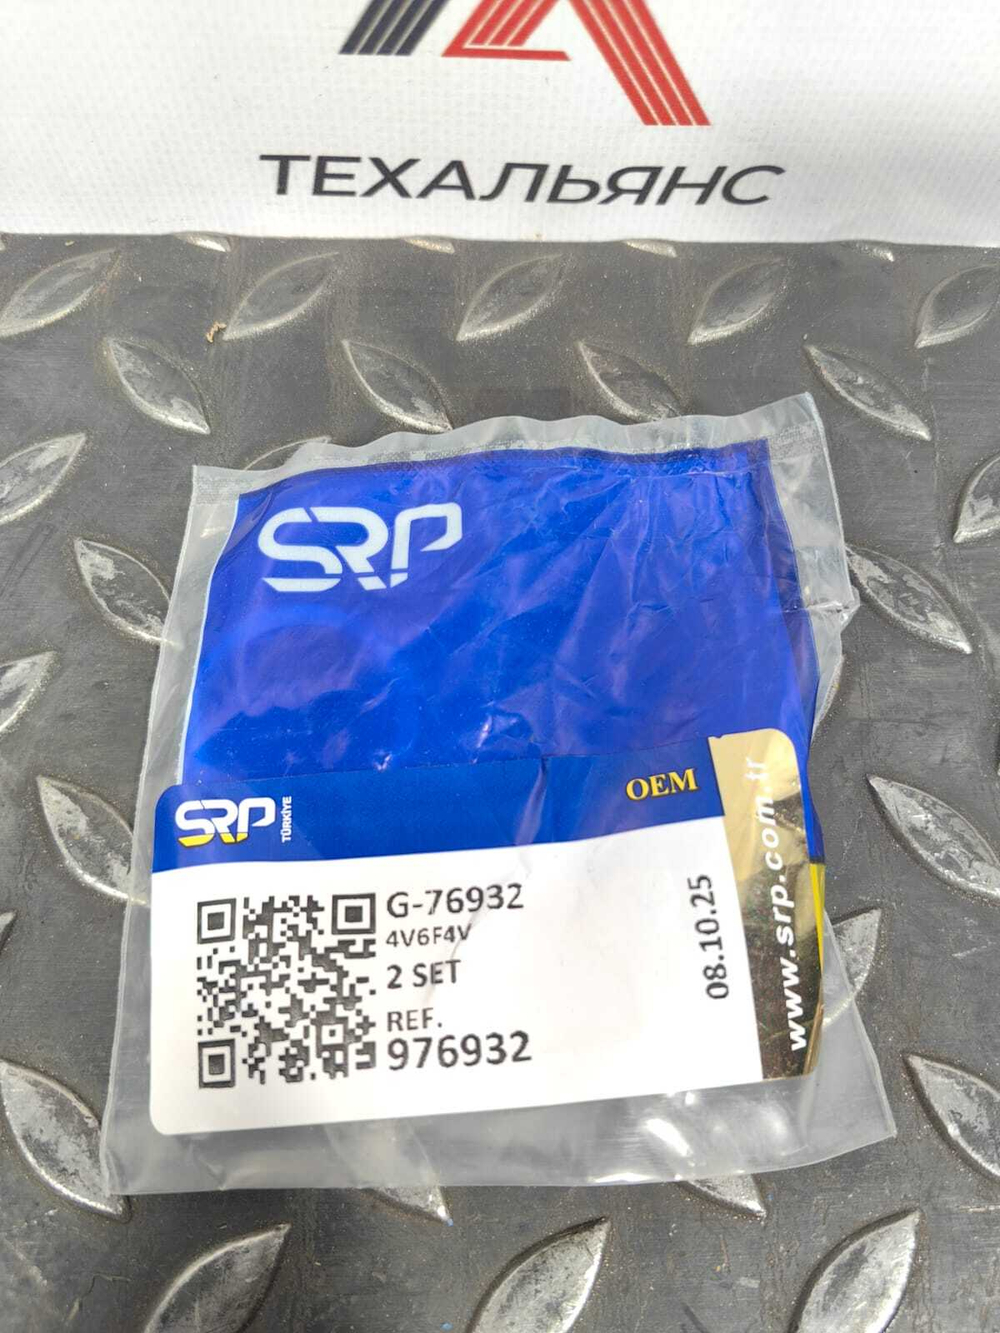 ТЕХАЛЬЯНС
SRP
OEM
SRP TÜRKİYE
G-76932
4V6F4V
2 SET
REF.
976932
08.10.25
www.srp.com.tr